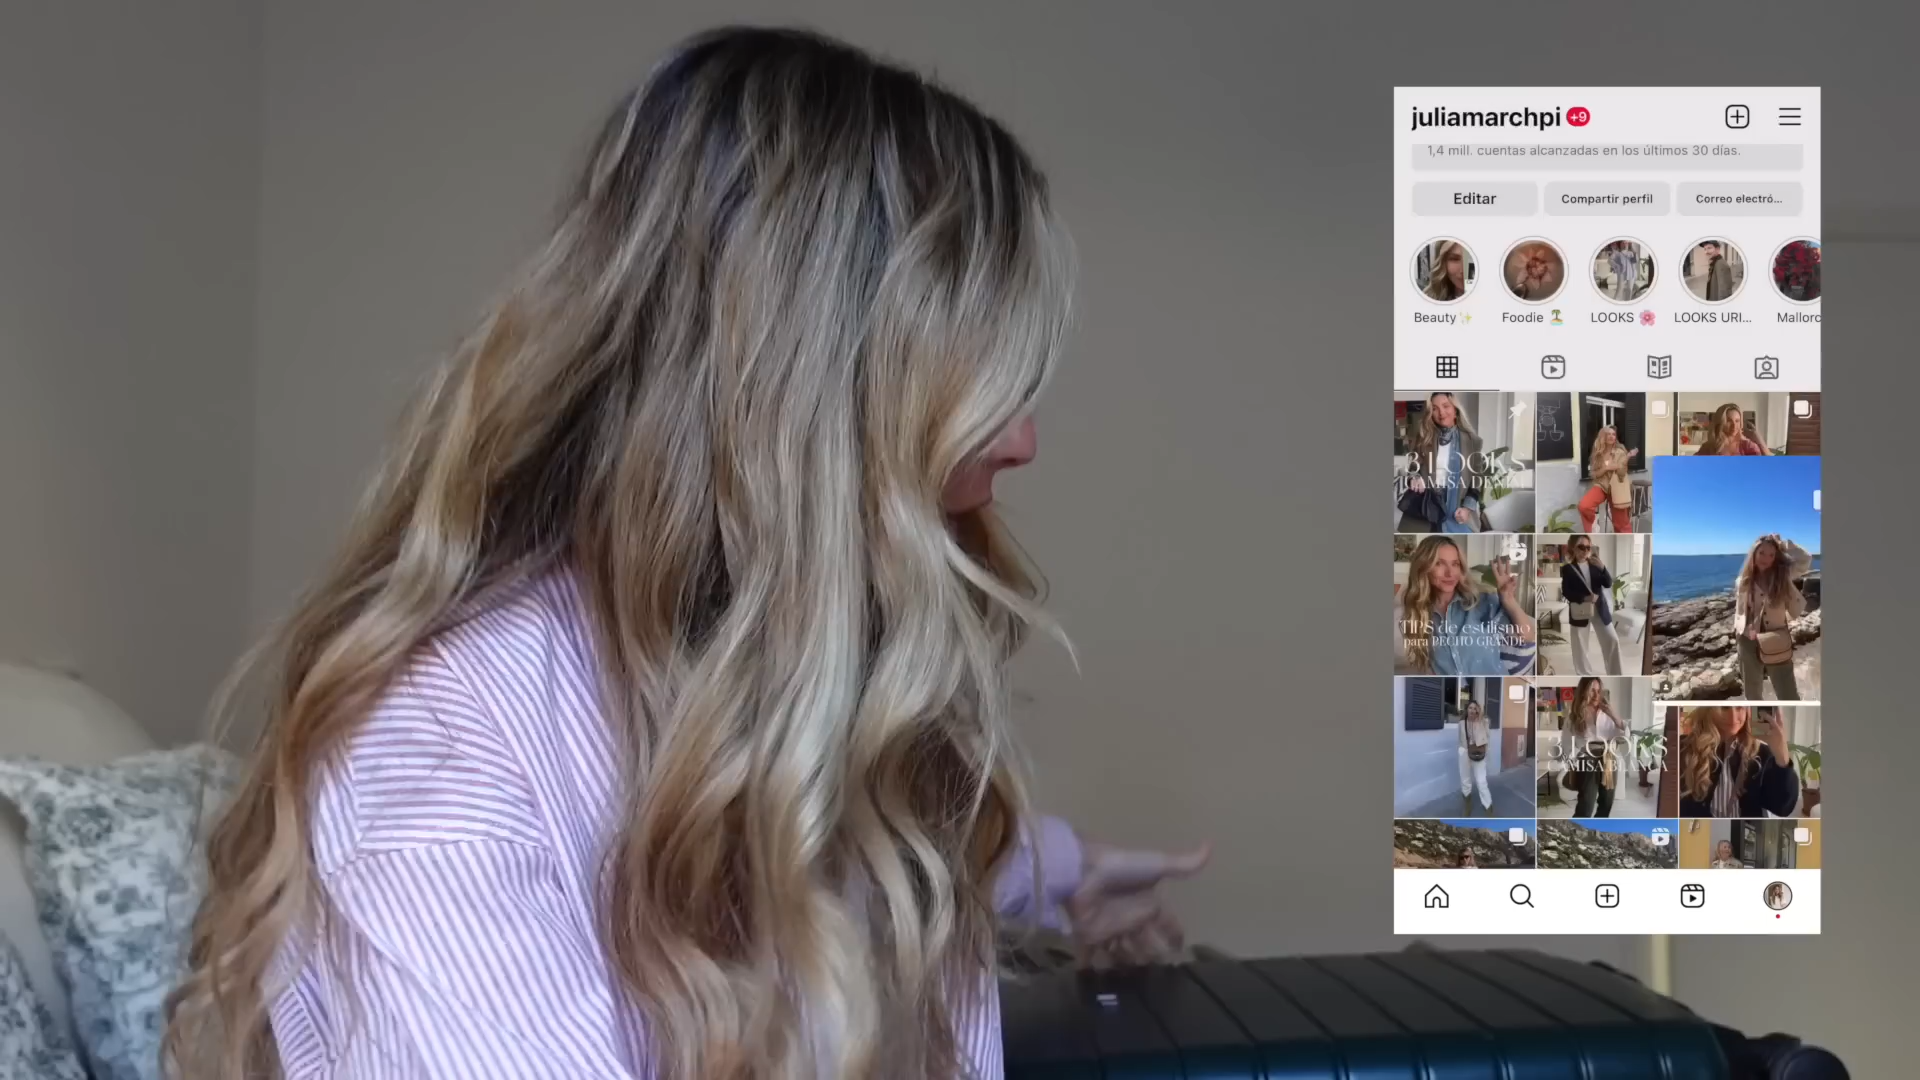 juliamarchpi +9
1,4 mill. cuentas alcanzadas en los últimos 30 días.
Editar
Compartir perfil
Correo electró...
Beauty✨
Foodie 🏝️
LOOKS 🌸
LOOKS URI...
Mallorc
3 LOOKS
CAMISA DENIM
TIPS de estilismo
para PECHO GRANDE
3 LOOKS
CAMISA BLANCA